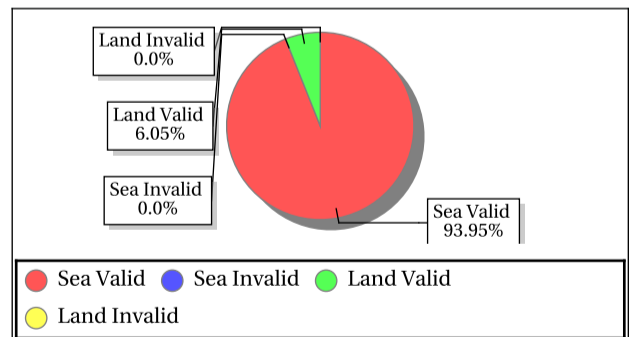 Land Invalid
0.0%
Land Valid
6.05%
Sea Invalid
0.0%
Sea Valid
93.95%
Sea Valid Sea Invalid Land Valid
Land Invalid